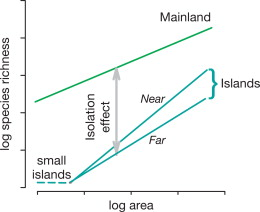 Mainland
log species richness
Isolation
effect
Near
Islands
Far
small
islands
log area